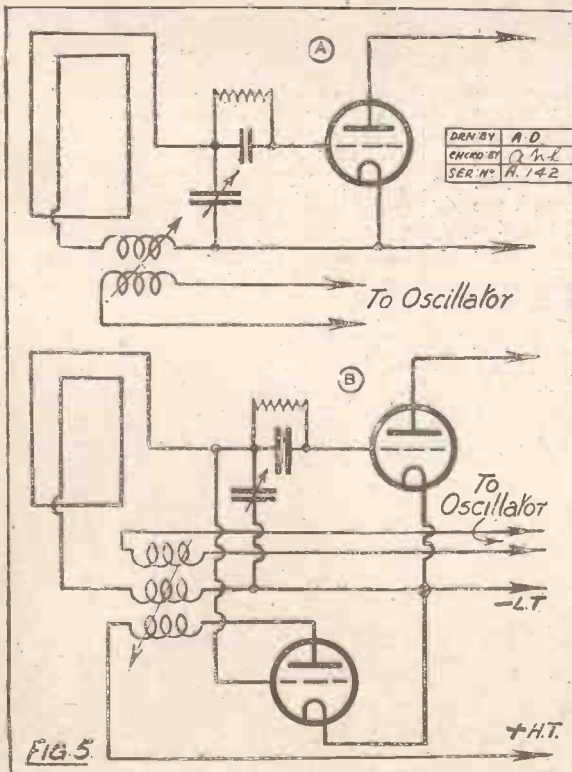 A
DRN BY A.D.
CHCKD BY
SER. Nº A. 142
To Oscillator
B
To
Oscillator
-L.T.
+H.T.
FIG. 5.